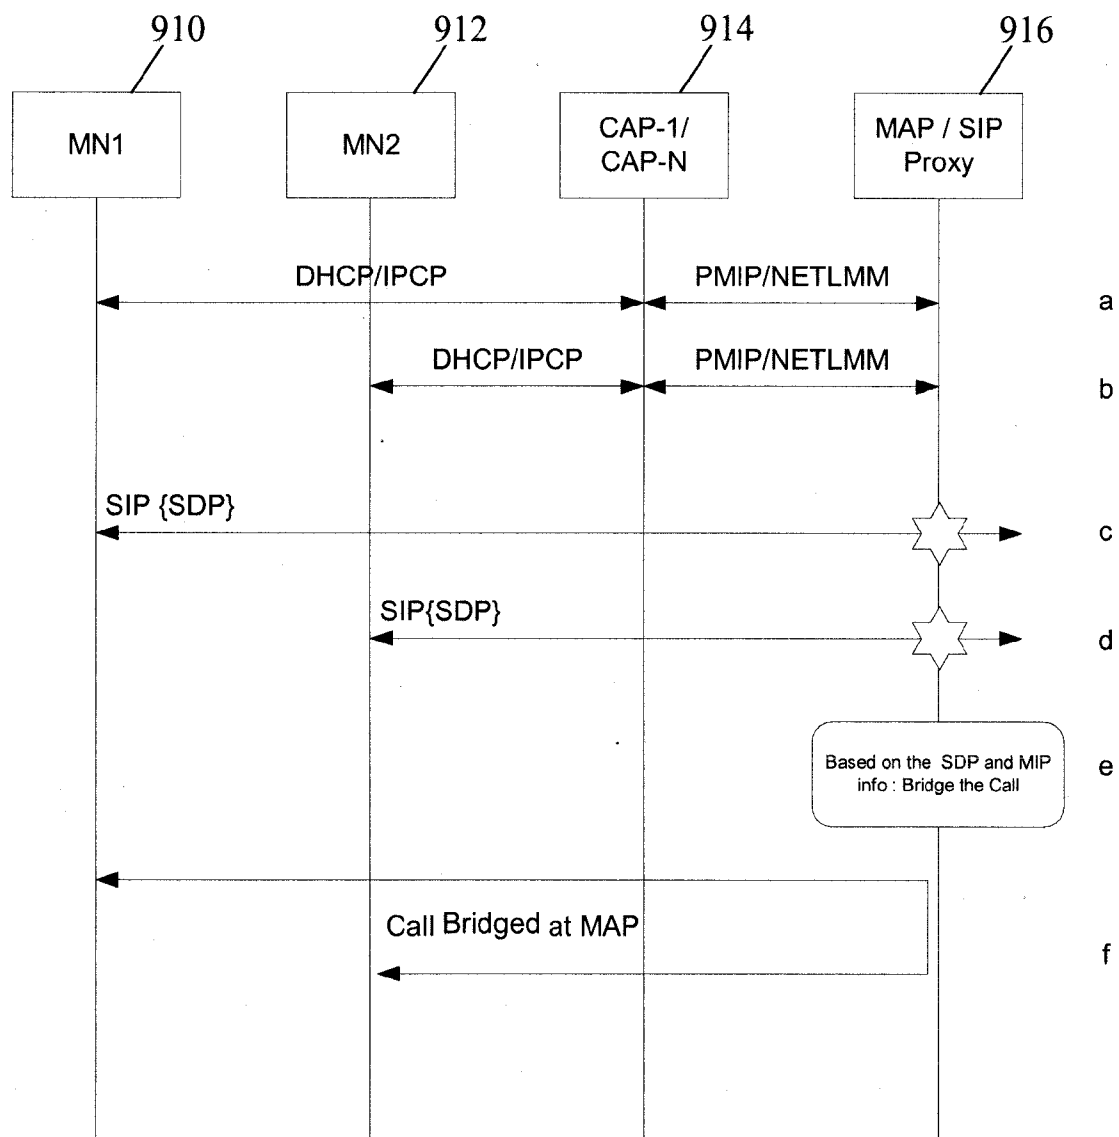 910 912 914 916
MN1
MN2
CAP-1/
CAP-N
MAP / SIP
Proxy
DHCP/IPCP PMIP/NETLMM a
DHCP/IPCP PMIP/NETLMM b
SIP {SDP} c
SIP{SDP} d
Based on the SDP and MIP
info : Bridge the Call
e
Call Bridged at MAP f